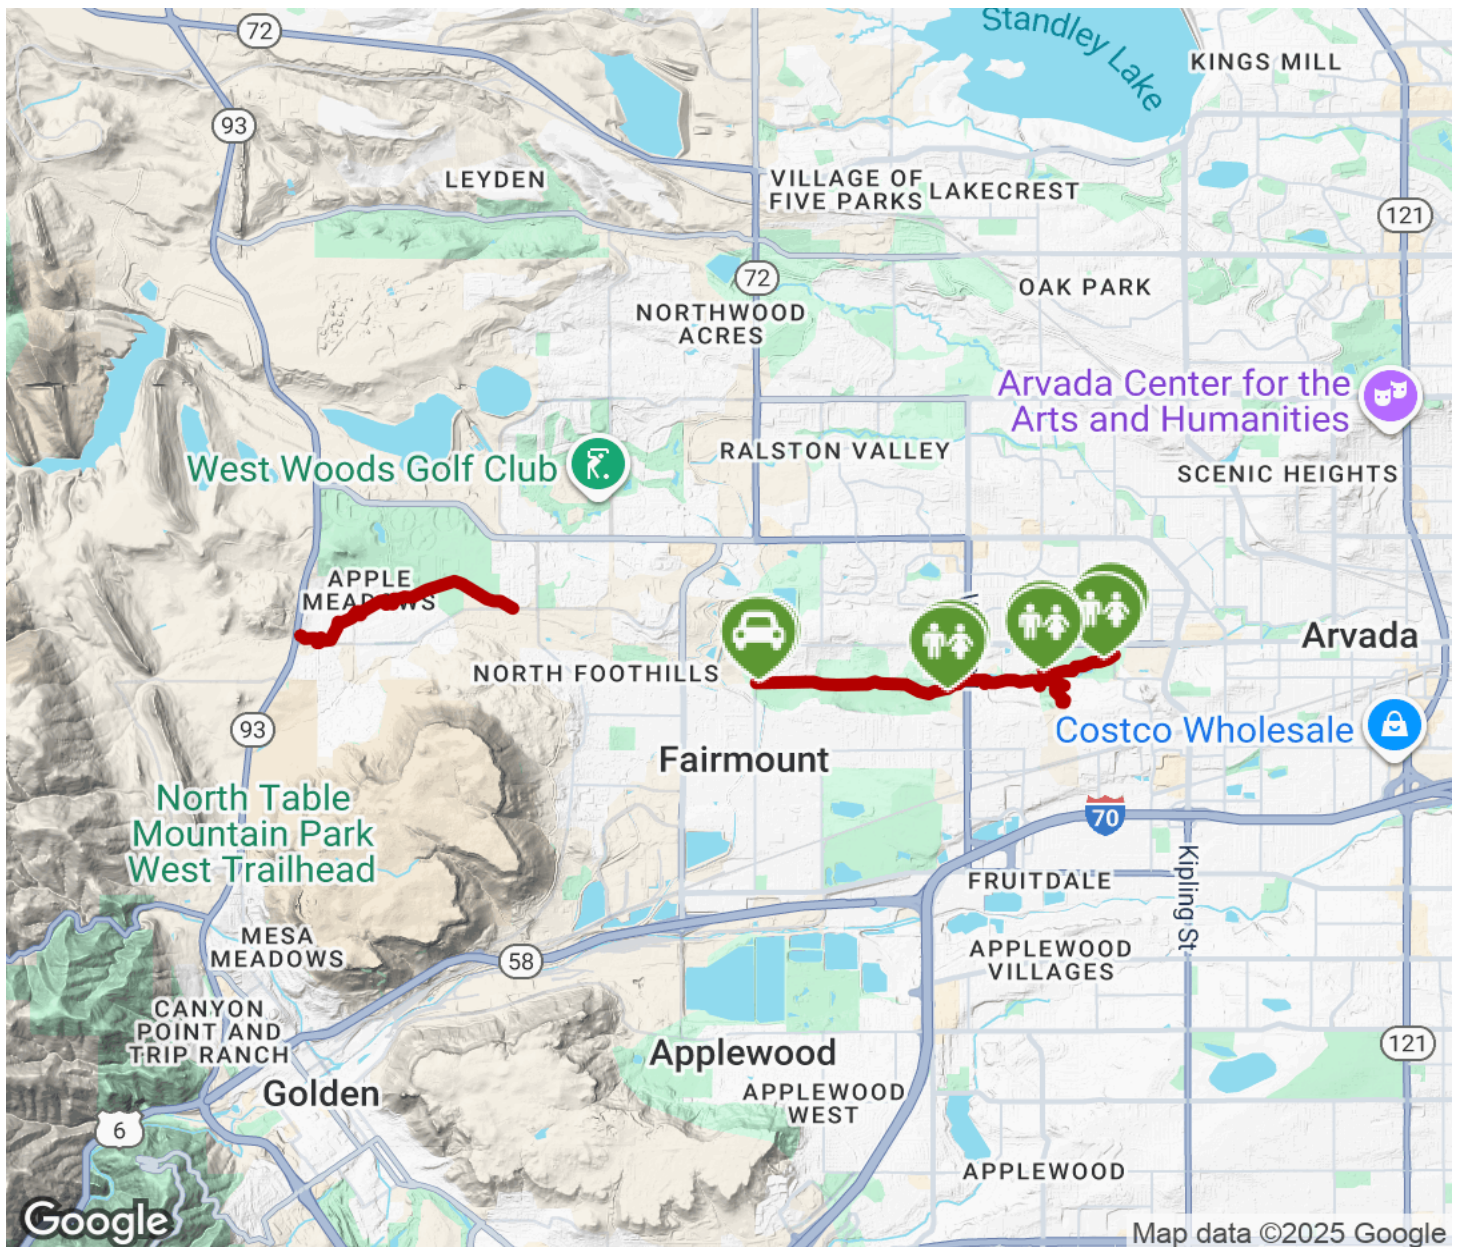 Standley Lake
72
KINGS MILL
93
LEYDEN
VILLAGE OF
FIVE PARKS
LAKECREST
121
72
OAK PARK
NORTHWOOD
ACRES
Arvada Center for the
Arts and Humanities
RALSTON VALLEY
West Woods Golf Club
SCENIC HEIGHTS
APPLE
MEADOWS
Arvada
NORTH FOOTHILLS
93
Costco Wholesale
Fairmount
North Table
Mountain Park
West Trailhead
70
Kipling St
FRUITDALE
MESA
MEADOWS
58
APPLEWOOD
VILLAGES
CANYON
POINT AND
TRIP RANCH
Applewood
121
Golden
APPLEWOOD
WEST
6
APPLEWOOD
Google
Map data ©2025 Google